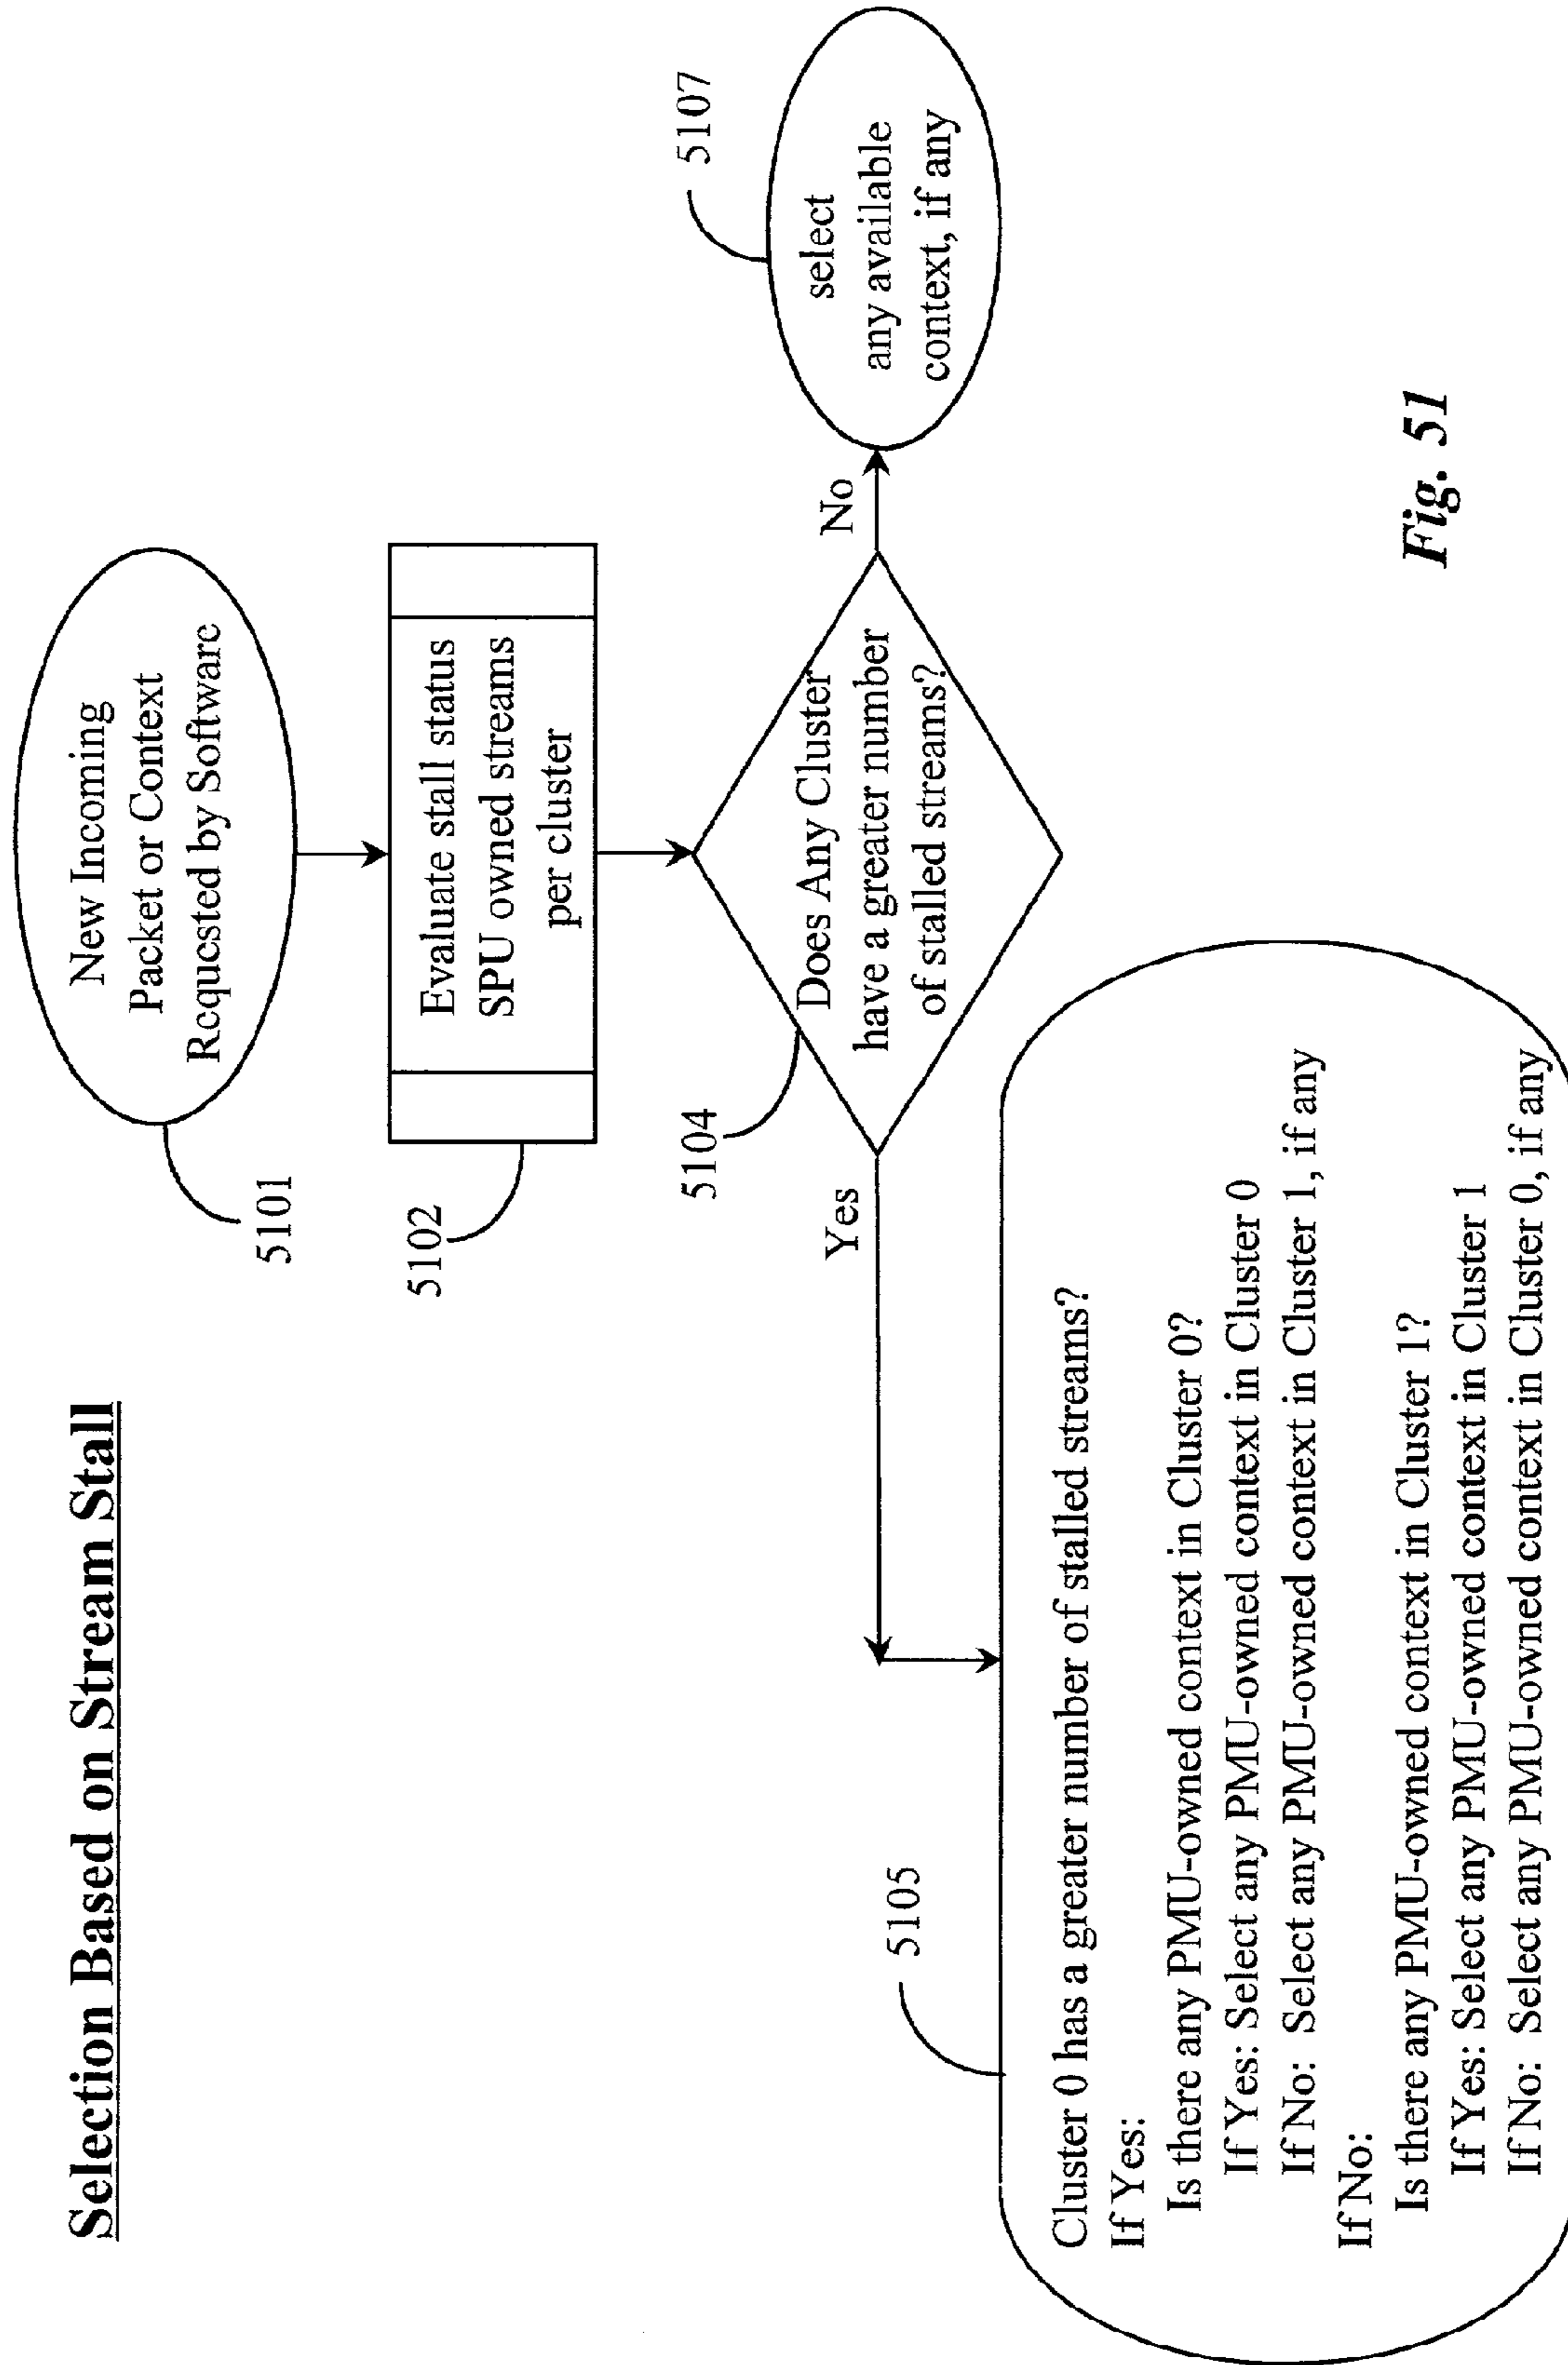 Selection Based on Stream Stall
New Incoming
Packet or Context
Requested by Software
5101
Evaluate stall status
SPU owned streams
per cluster
5102
Does Any Cluster
have a greater number
of stalled streams?
5104
Yes
No
select
any available
context, if any
5107
5105
Cluster 0 has a greater number of stalled streams?
If Yes:
Is there any PMU-owned context in Cluster 0?
If Yes: Select any PMU-owned context in Cluster 0
If No: Select any PMU-owned context in Cluster 1, if any
If No:
Is there any PMU-owned context in Cluster 1?
If Yes: Select any PMU-owned context in Cluster 1
If No: Select any PMU-owned context in Cluster 0, if any
Fig. 51